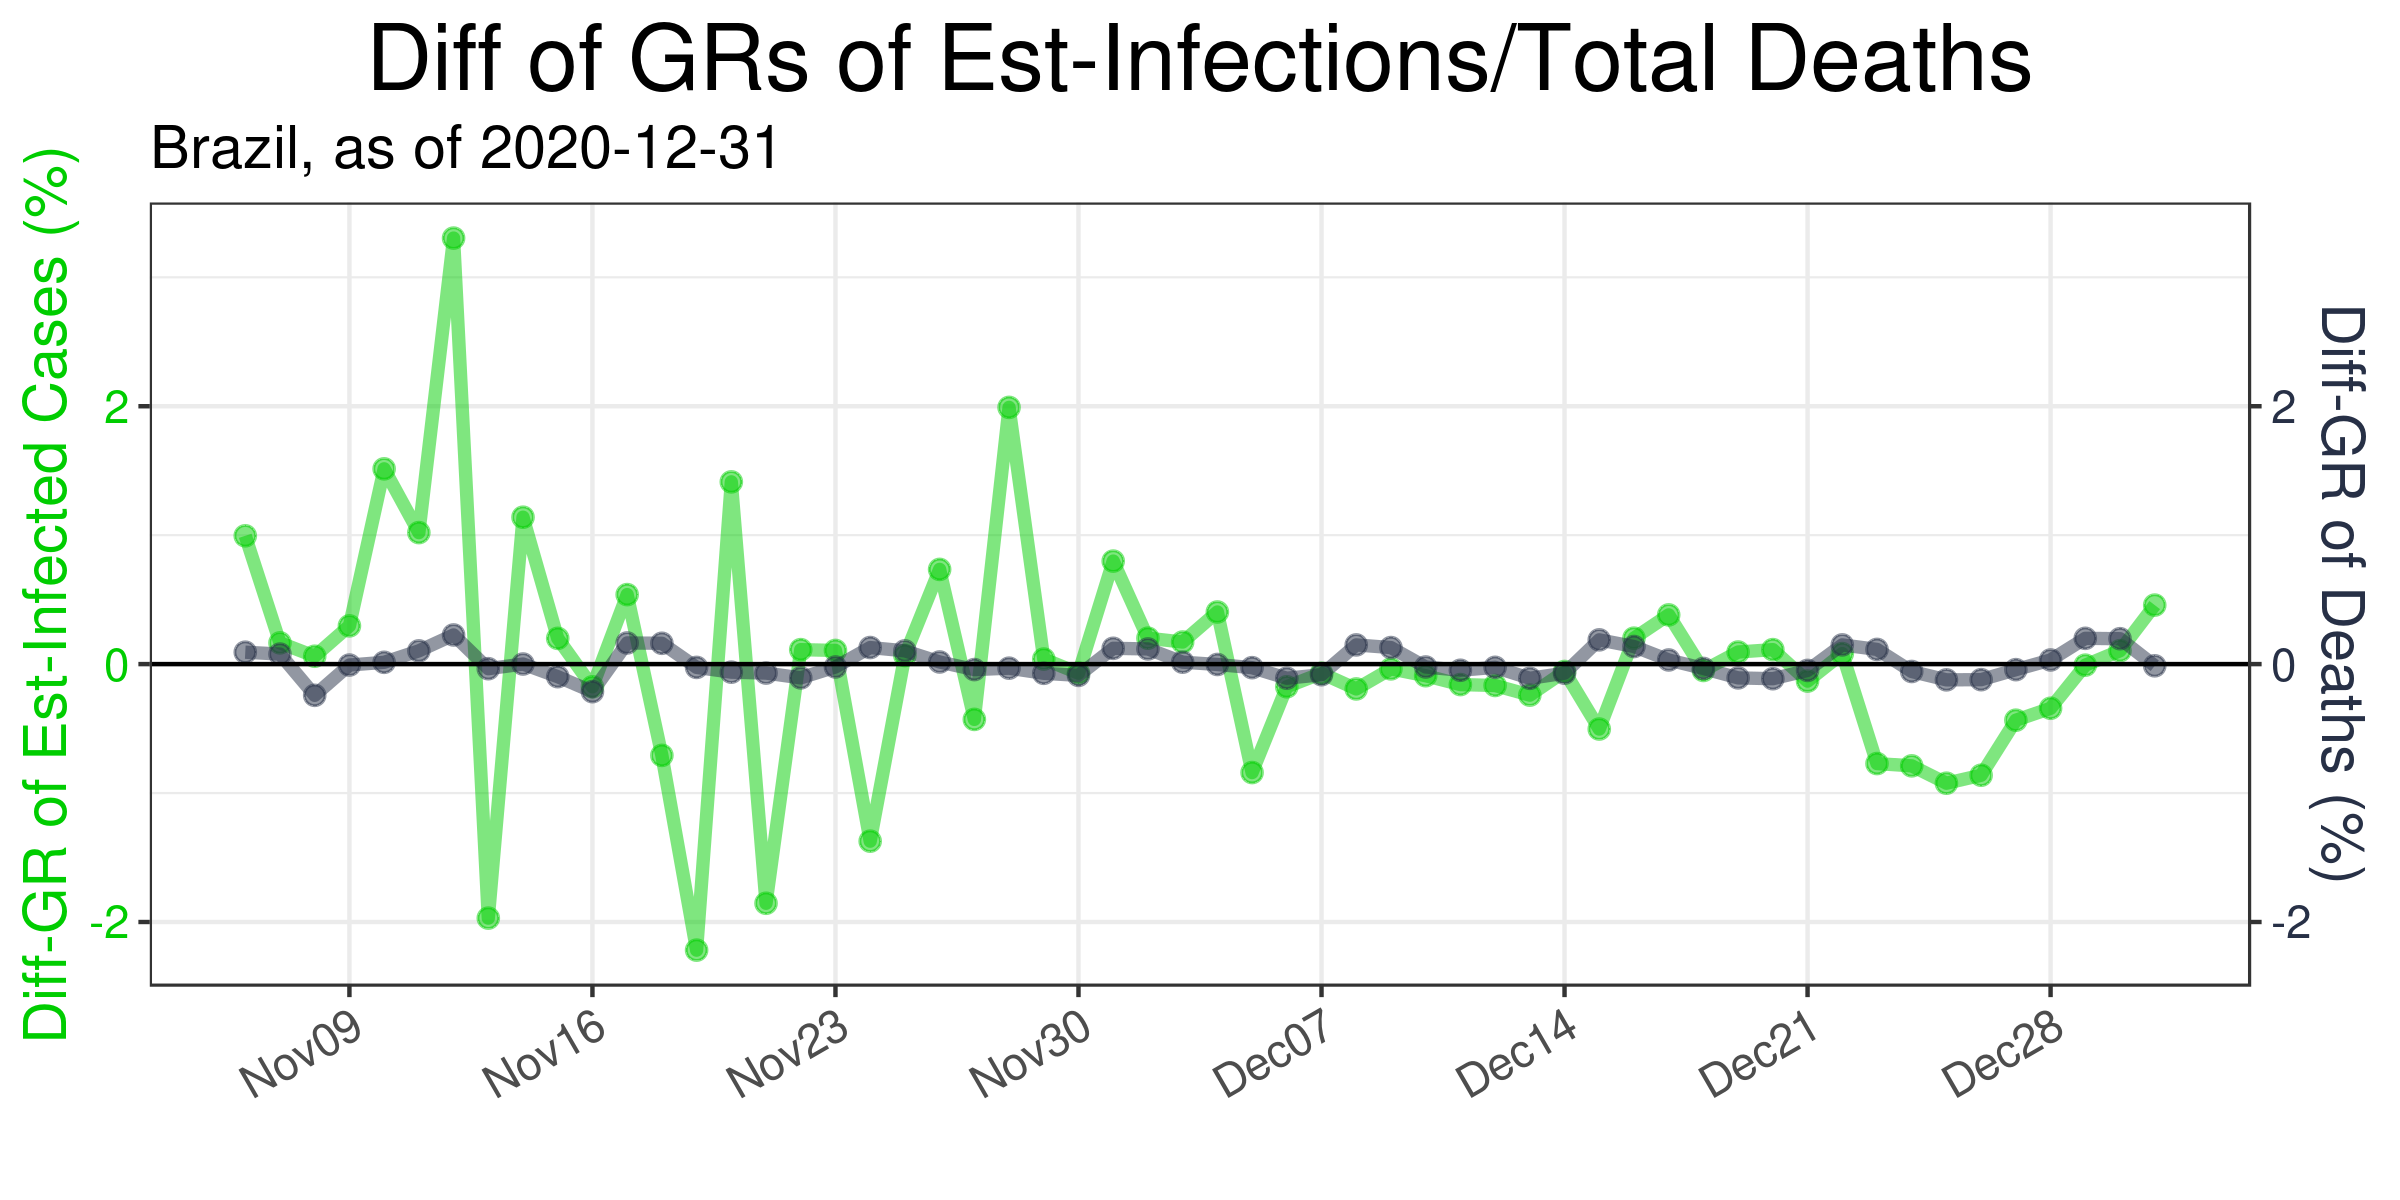 Diff of GRs of Est-Infections/Total Deaths
Brazil, as of 2020-12-31
Diff-GR of Est-Infected Cases (%)
2
0
-2
2
0
-2
Diff-GR of Deaths (%)
Nov09
Nov16
Nov23
Nov30
Dec07
Dec14
Dec21
Dec28